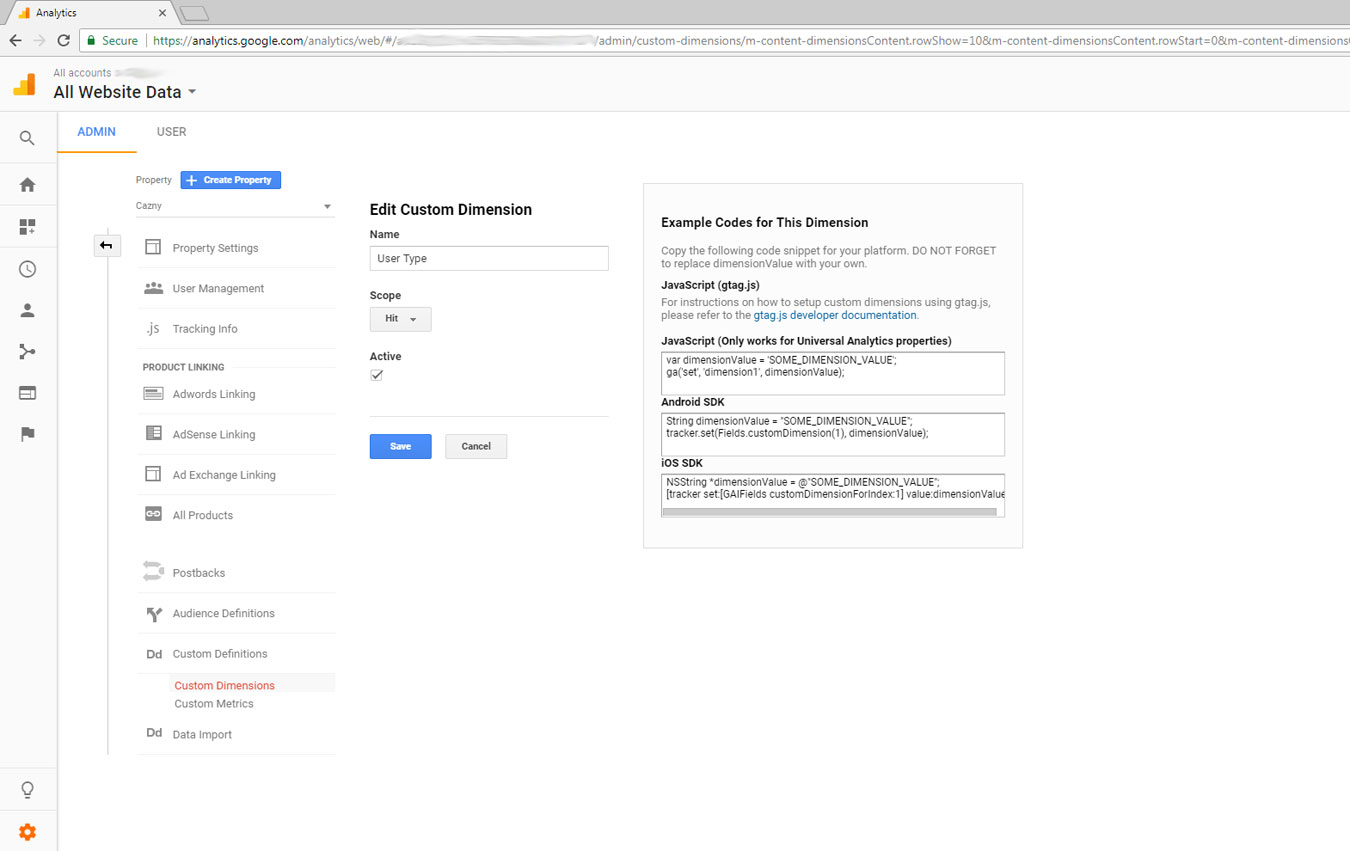 Analytics
Secure https://analytics.google.com/analytics/web/#/ /admin/custom-dimensions/m-content-dimensionsContent.rowShow=10&m-content-dimensionsContent.rowStart=0&m-content-dimensions
All accounts
All Website Data
ADMIN USER
Property + Create Property
Cazny
Property Settings
User Management
.js Tracking Info
PRODUCT LINKING
Adwords Linking
AdSense Linking
Ad Exchange Linking
All Products
Postbacks
Audience Definitions
Dd Custom Definitions
Custom Dimensions
Custom Metrics
Dd Data Import
Edit Custom Dimension
Name
User Type
Scope
Hit
Active
Save Cancel
Example Codes for This Dimension
Copy the following code snippet for your platform. DO NOT FORGET
to replace dimensionValue with your own.
JavaScript (gtag.js)
For instructions on how to setup custom dimensions using gtag.js,
please refer to the gtag.js developer documentation.
JavaScript (Only works for Universal Analytics properties)
var dimensionValue = 'SOME_DIMENSION_VALUE';
ga('set', 'dimension1', dimensionValue);
Android SDK
String dimensionValue = "SOME_DIMENSION_VALUE";
tracker.set(Fields.customDimension(1), dimensionValue);
iOS SDK
NSString *dimensionValue = @"SOME_DIMENSION_VALUE";
[tracker set:[GAIFields customDimensionForIndex:1] value:dimensionValue